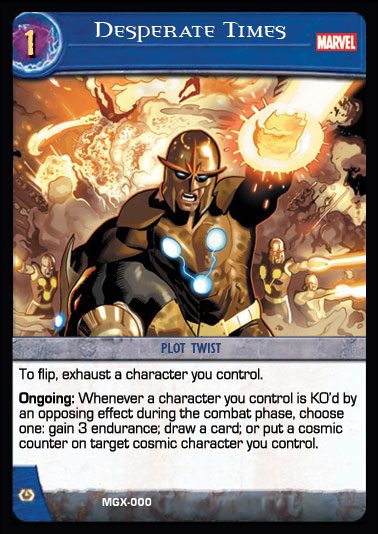 1
DESPERATE TIMES
MARVEL
PLOT TWIST
To flip, exhaust a character you control.
Ongoing: Whenever a character you control is KO'd by
an opposing effect during the combat phase, choose
one: gain 3 endurance; draw a card; or put a cosmic
counter on target cosmic character you control.
MGX-000